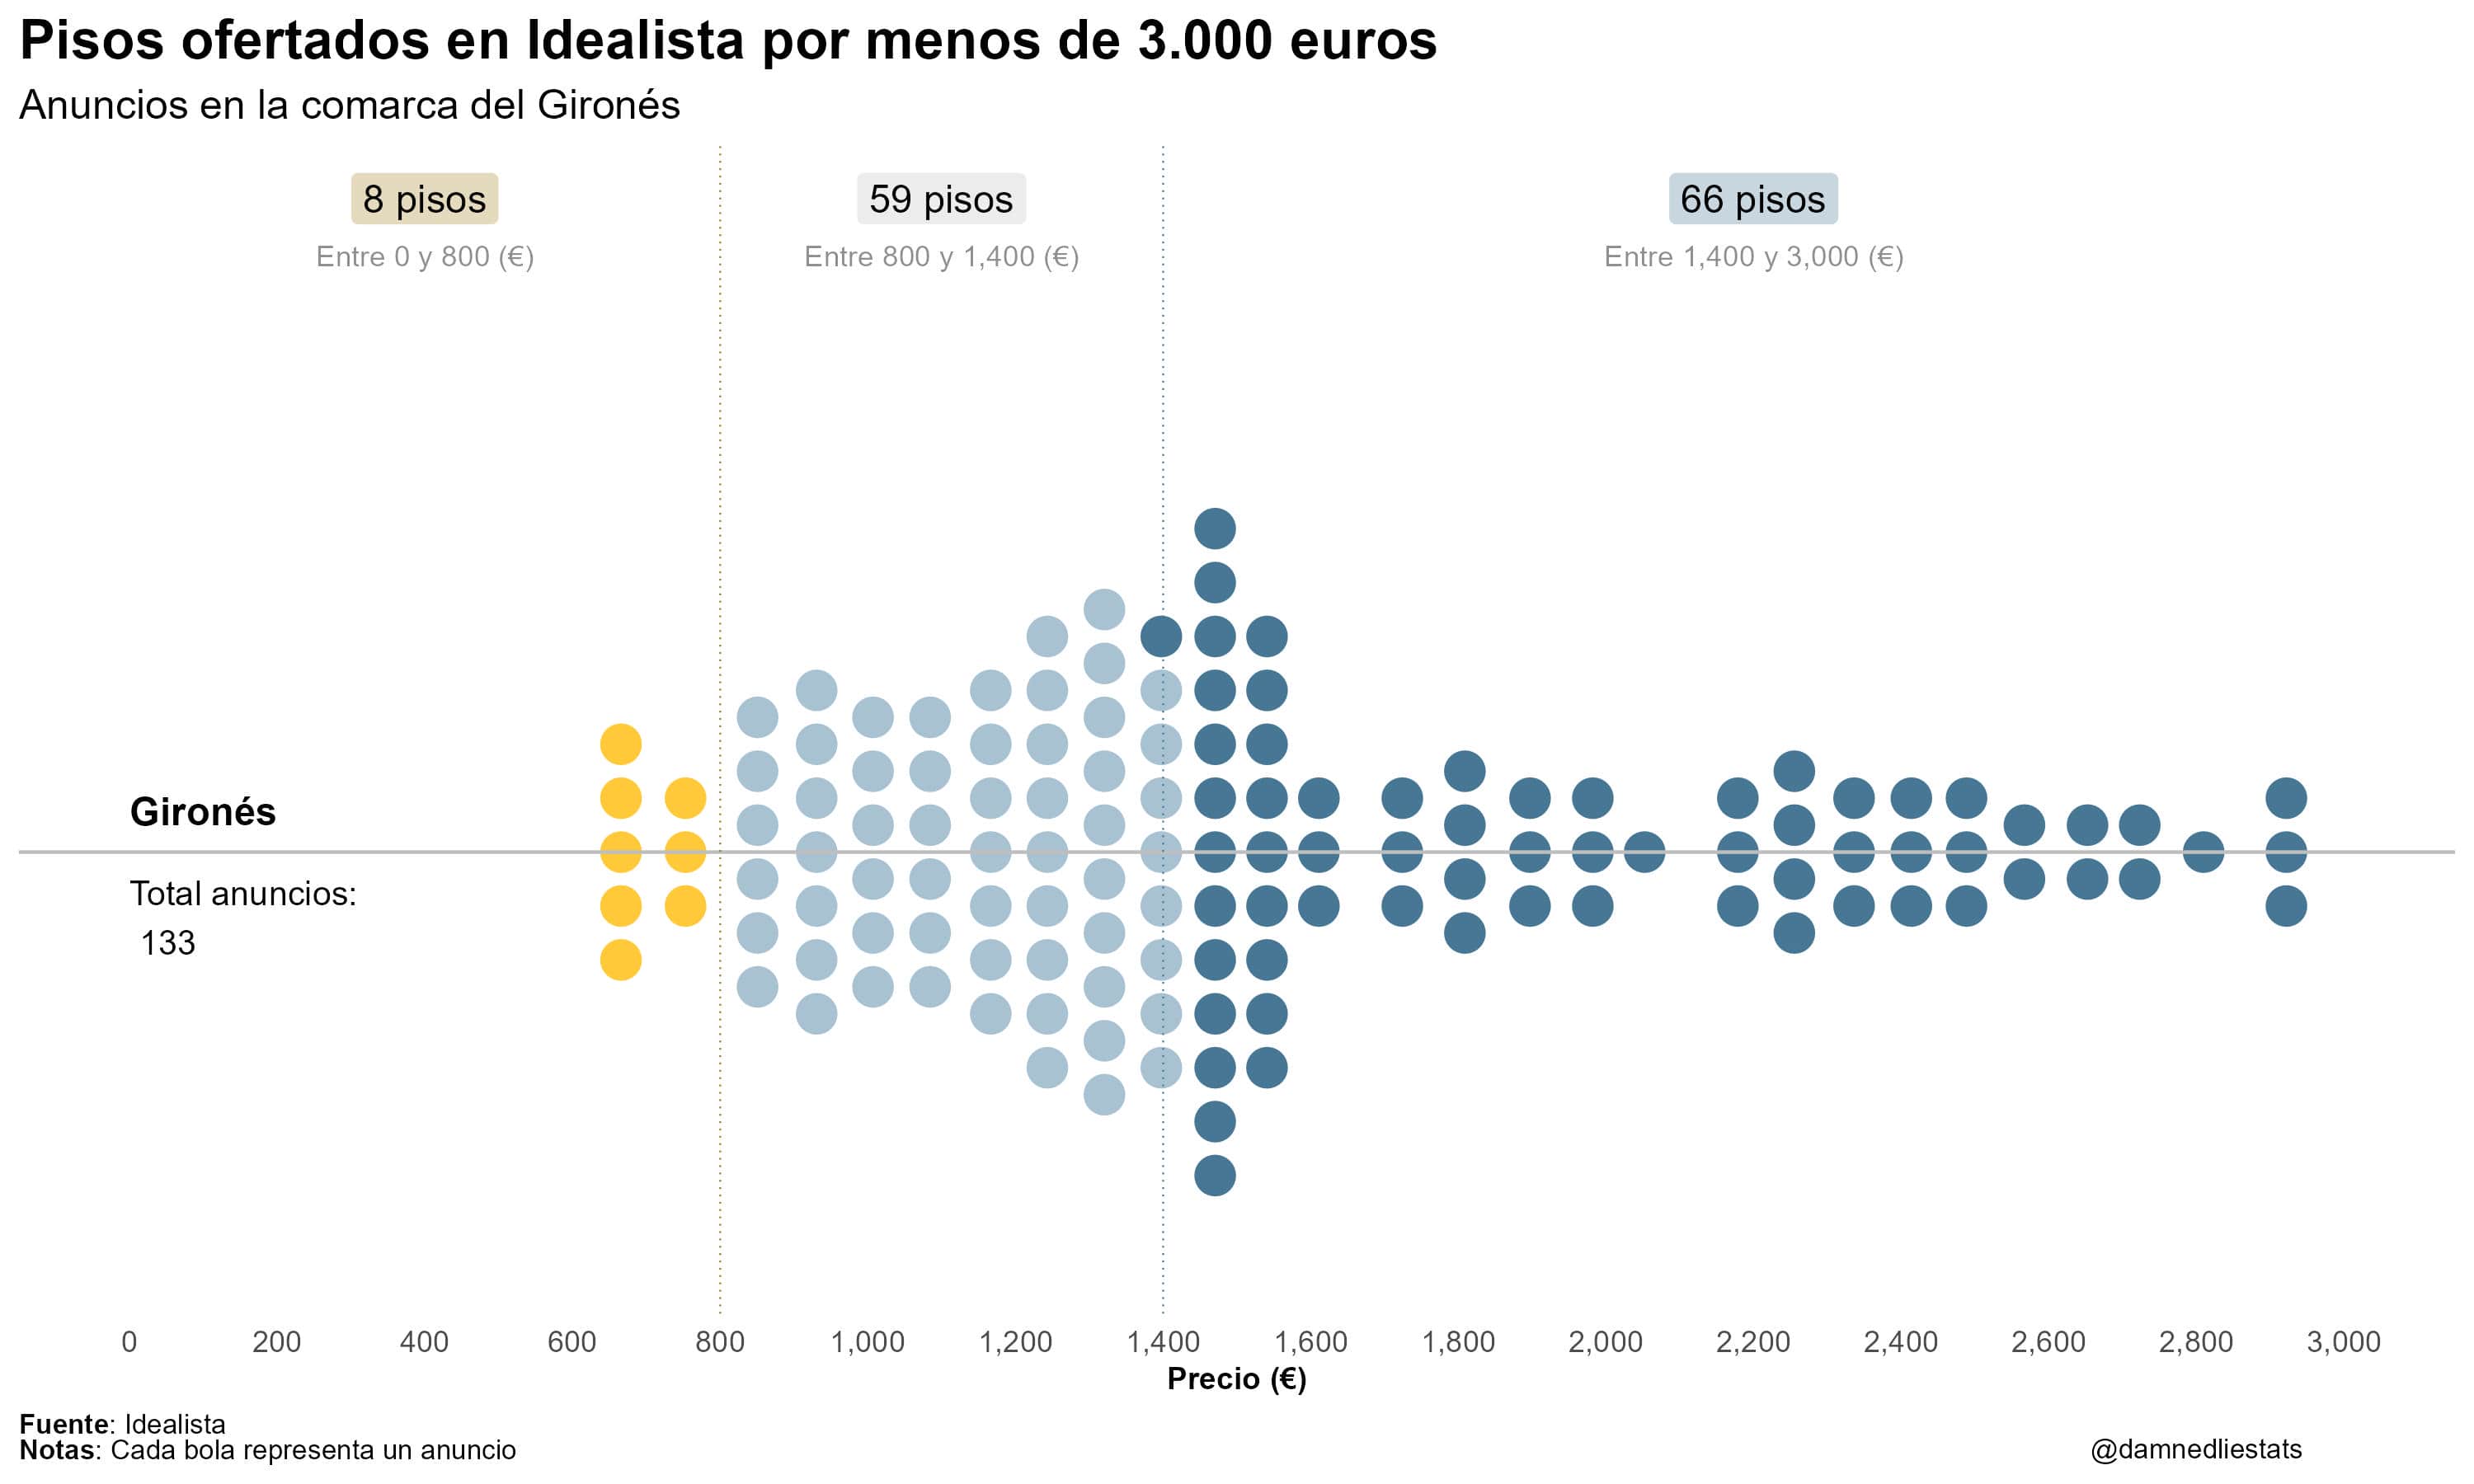 Pisos ofertados en Idealista por menos de 3.000 euros
Anuncios en la comarca del Gironés
8 pisos
Entre 0 y 800 (€)
59 pisos
Entre 800 y 1,400 (€)
66 pisos
Entre 1,400 y 3,000 (€)
Gironés
Total anuncios:
133
0 200 400 600 800 1,000 1,200 1,400 1,600 1,800 2,000 2,200 2,400 2,600 2,800 3,000
Precio (€)
Fuente: Idealista
Notas: Cada bola representa un anuncio
@damnedliestats